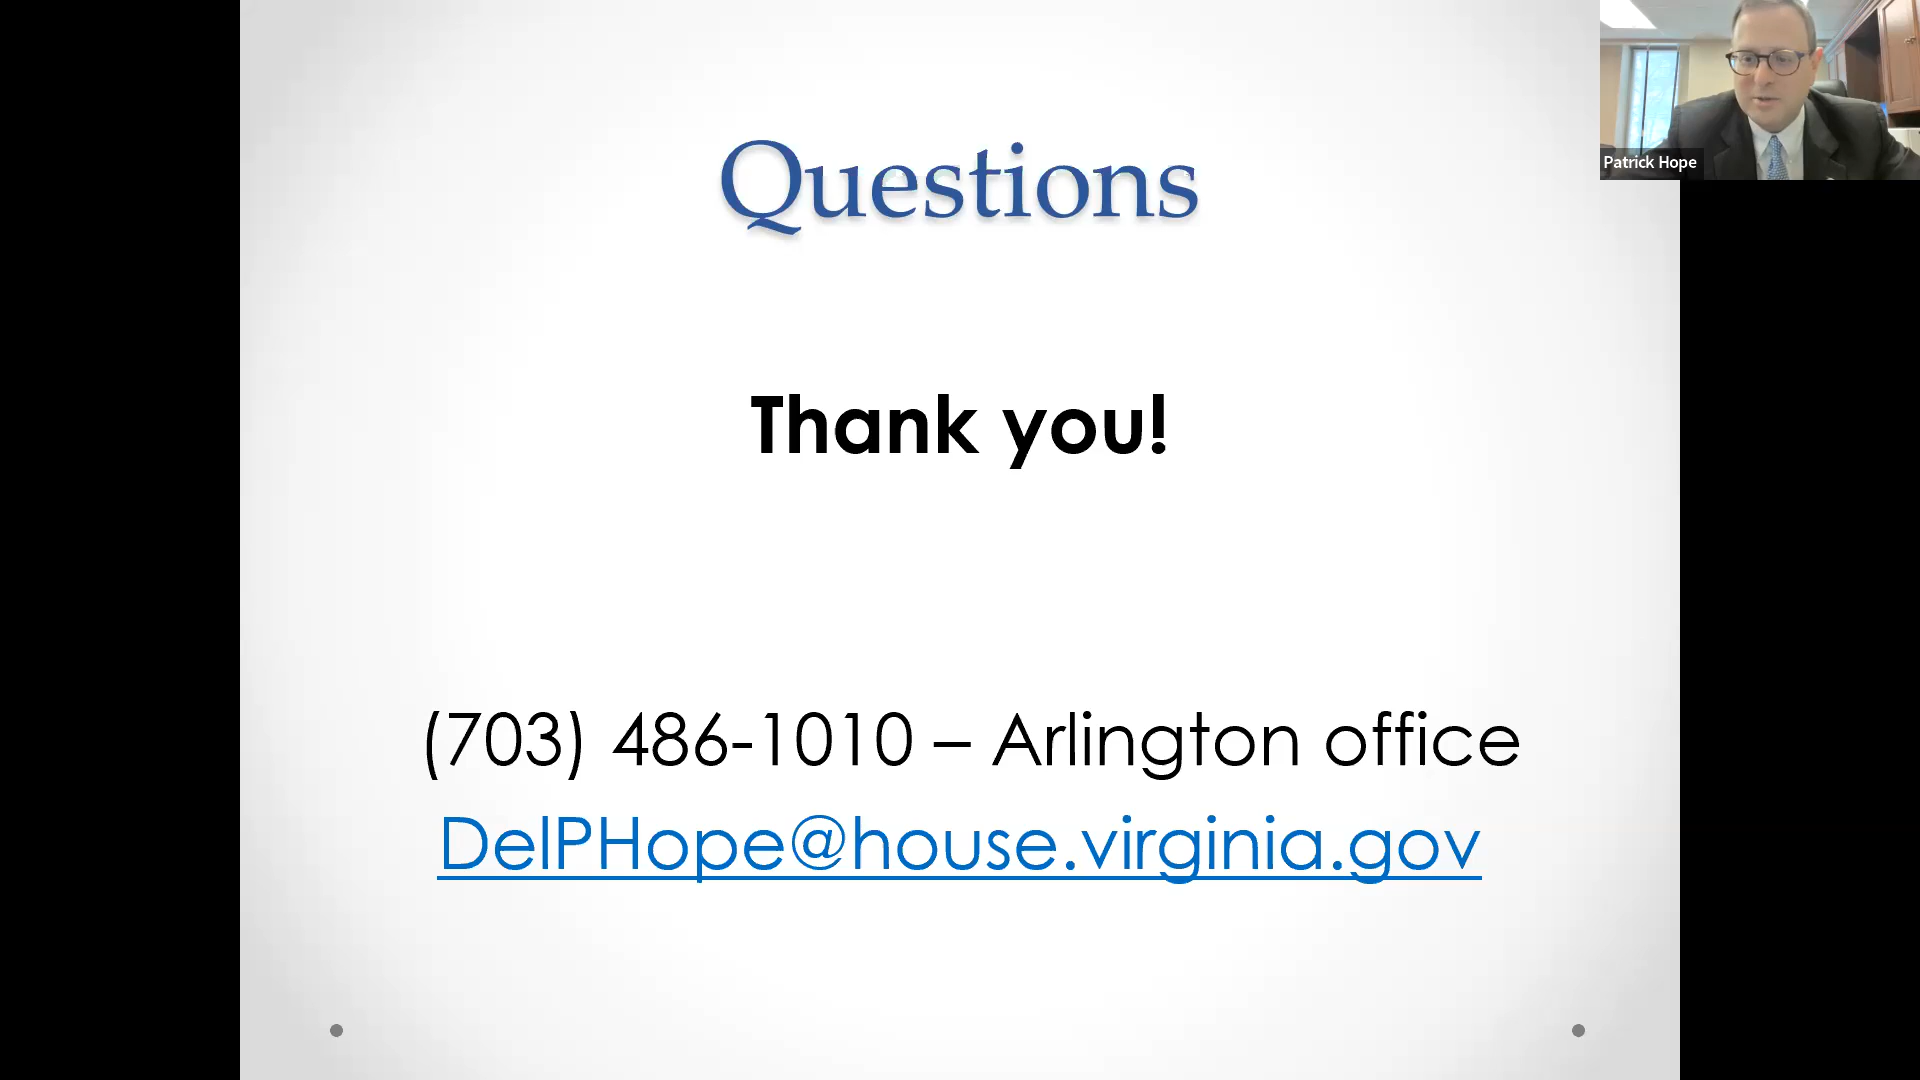 Questions
Patrick Hope
Thank you!
(703) 486-1010 – Arlington office
DelPHope@house.virginia.gov